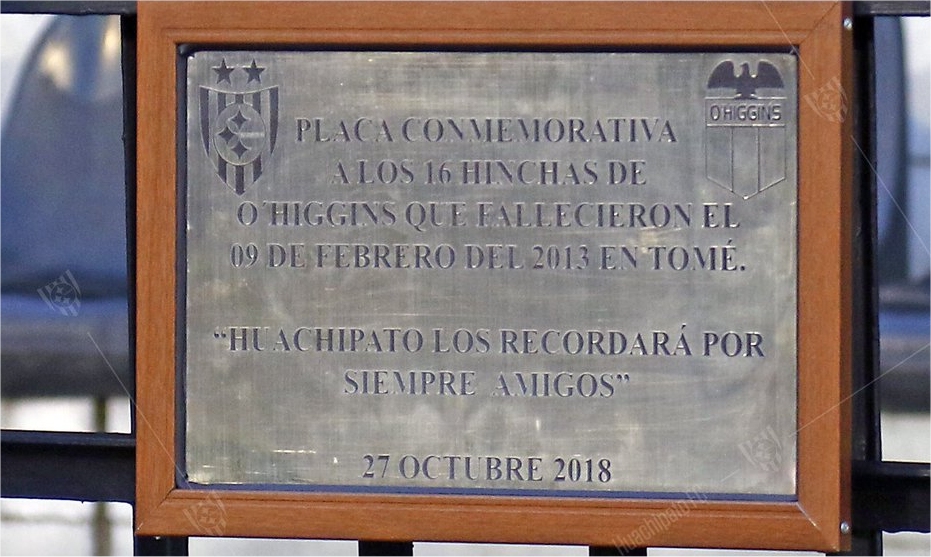 O'HIGGINS
PLACA CONMEMORATIVA
A LOS 16 HINCHAS DE
O´HIGGINS QUE FALLECIERON EL
09 DE FEBRERO DEL 2013 EN TOMÉ.
“HUACHIPATO LOS RECORDARÁ POR
SIEMPRE AMIGOS”
27 OCTUBRE 2018